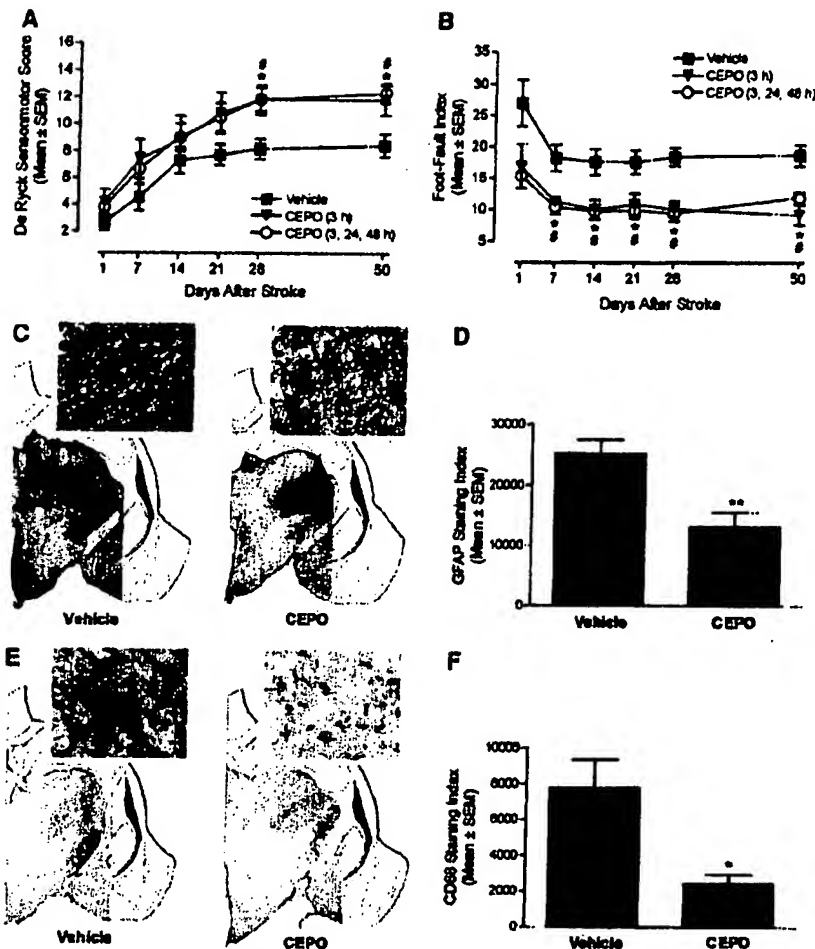 A
De Ryck Sensorimotor Score
(Mean ± SEM)
16
14
12
10
8
6
4
2
Vehicle
CEPO (3 h)
CEPO (3, 24, 48 h)
1 7 14 21 28 50
Days After Stroke
B
Foot-Fault Index
(Mean ± SEM)
35
30
25
20
15
10
5
Vehicle
CEPO (3 h)
CEPO (3, 24, 48 h)
1 7 14 21 28 50
Days After Stroke
C
Vehicle
CEPO
D
GFAP Staining Index
(Mean ± SEM)
30000
20000
10000
0
**
Vehicle
CEPO
E
Vehicle
CEPO
F
CD68 Staining Index
(Mean ± SEM)
10000
8000
6000
4000
2000
0
*
Vehicle
CEPO